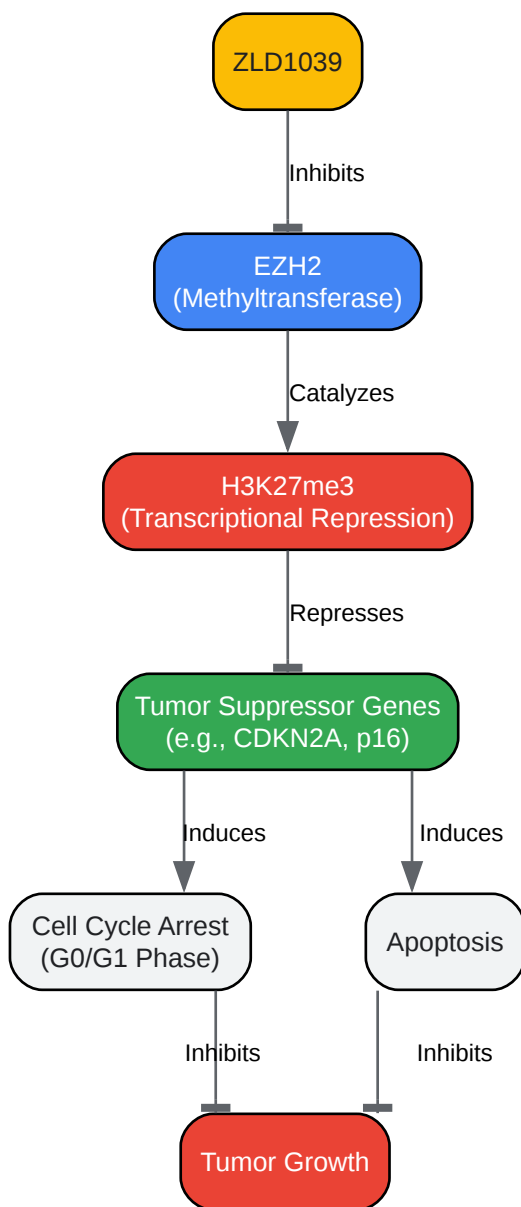 ZLD1039
Inhibits
EZH2
(Methyltransferase)
Catalyzes
H3K27me3
(Transcriptional Repression)
Represses
Tumor Suppressor Genes
(e.g., CDKN2A, p16)
Induces
Induces
Cell Cycle Arrest
(G0/G1 Phase)
Apoptosis
Inhibits
Inhibits
Tumor Growth